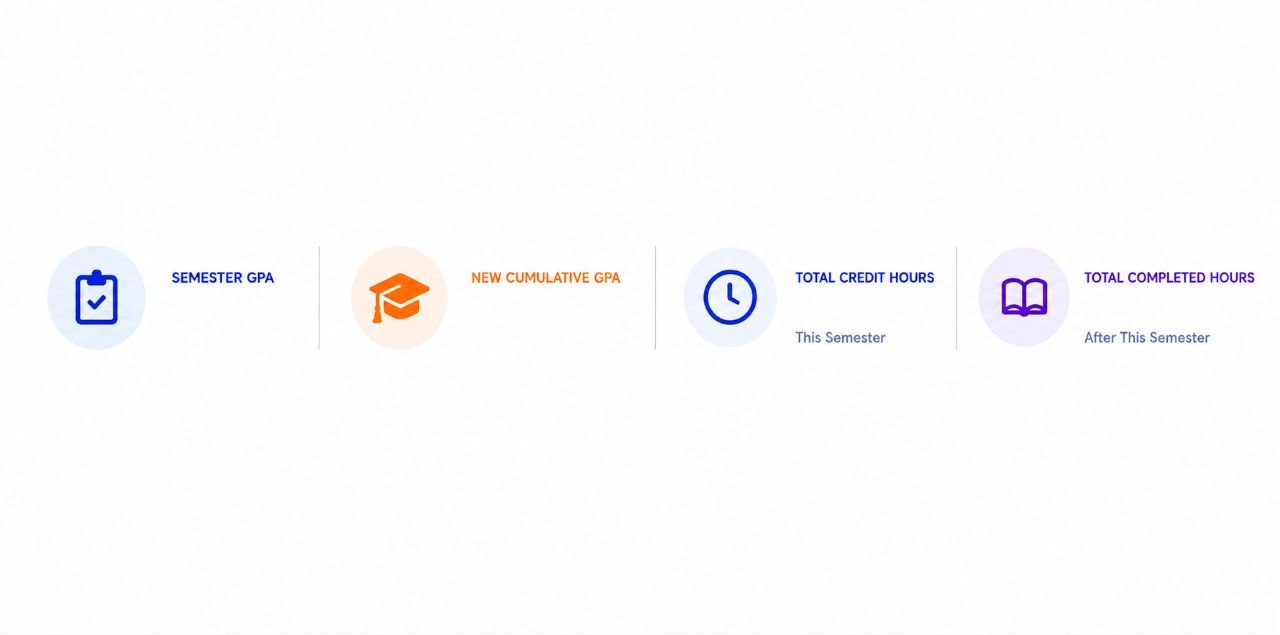 SEMESTER GPA
NEW CUMULATIVE GPA
TOTAL CREDIT HOURS
This Semester
TOTAL COMPLETED HOURS
After This Semester